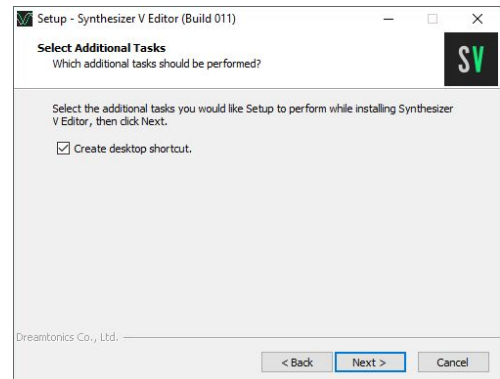 Setup - Synthesizer V Editor (Build 011)
Select Additional Tasks
Which additional tasks should be performed?
SV
Select the additional tasks you would like Setup to perform while installing Synthesizer
V Editor, then click Next.
Create desktop shortcut.
Dreamtonics Co., Ltd.
< Back Next > Cancel